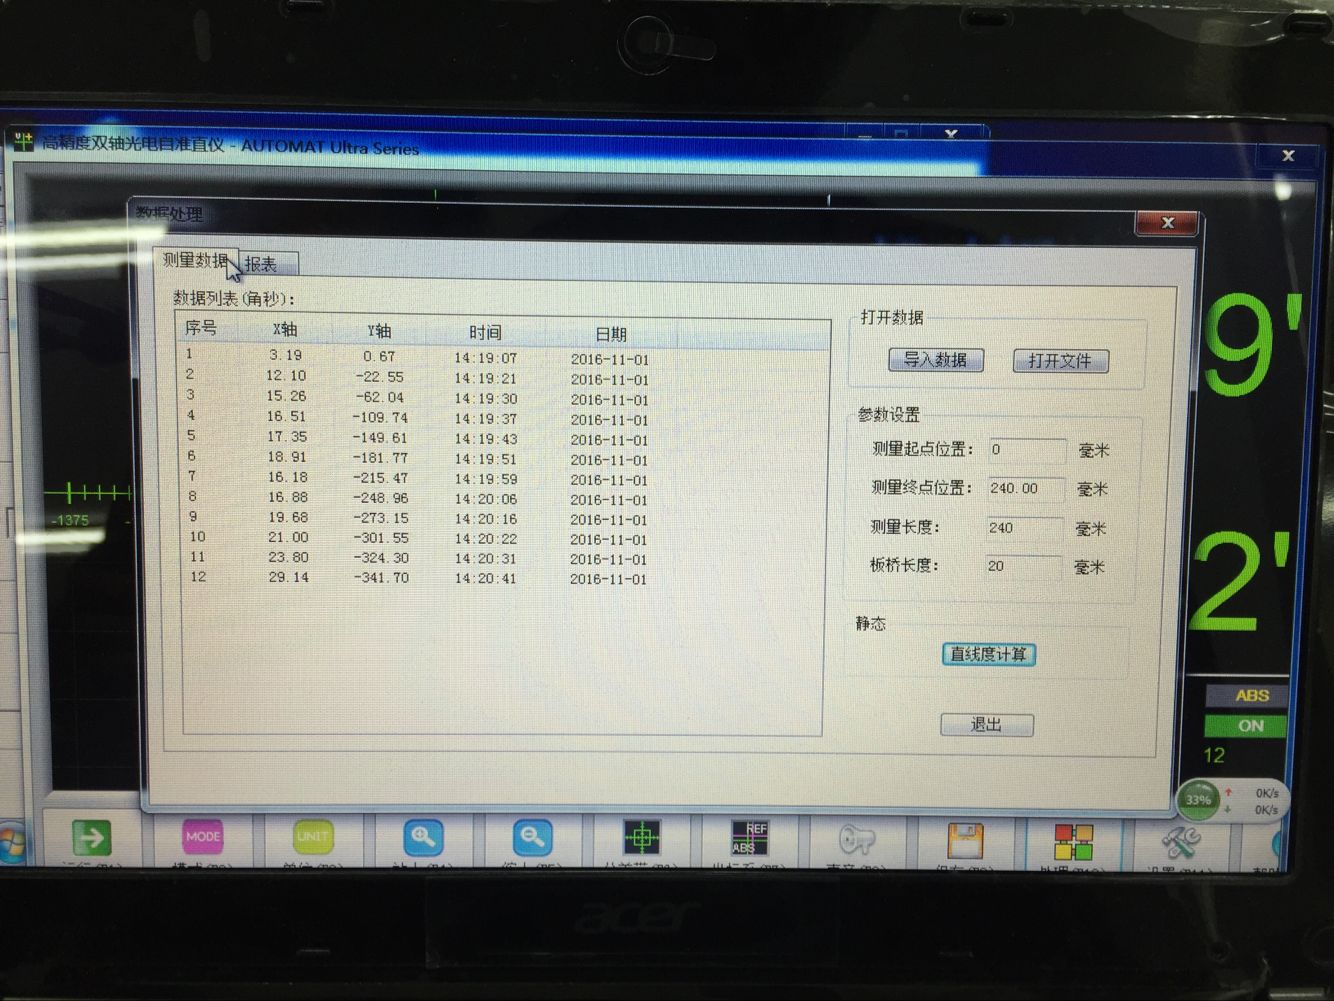 高精度双轴光电自准直仪 - AUTOMAT Ultra Series
数据处理
测量数据 报表
数据列表(角秒):
序号 X轴 Y轴 时间 日期
1 3.19 0.67 14:19:07 2016-11-01
2 12.10 -22.55 14:19:21 2016-11-01
3 15.26 -62.04 14:19:30 2016-11-01
4 16.51 -109.74 14:19:37 2016-11-01
5 17.35 -149.61 14:19:43 2016-11-01
6 18.91 -181.77 14:19:51 2016-11-01
7 16.18 -215.47 14:19:59 2016-11-01
8 16.88 -248.96 14:20:06 2016-11-01
9 19.68 -273.15 14:20:16 2016-11-01
10 21.00 -301.55 14:20:22 2016-11-01
11 23.80 -324.30 14:20:31 2016-11-01
12 29.14 -341.70 14:20:41 2016-11-01
打开数据
导入数据 打开文件
参数设置
测量起点位置: 0 毫米
测量终点位置: 240.00 毫米
测量长度: 240 毫米
板桥长度: 20 毫米
静态
直线度计算
退出
-1375
9"
2"
ABS
ON
12
33%
0K/s
0K/s
MODE
UNIT
REF
ABS
acer